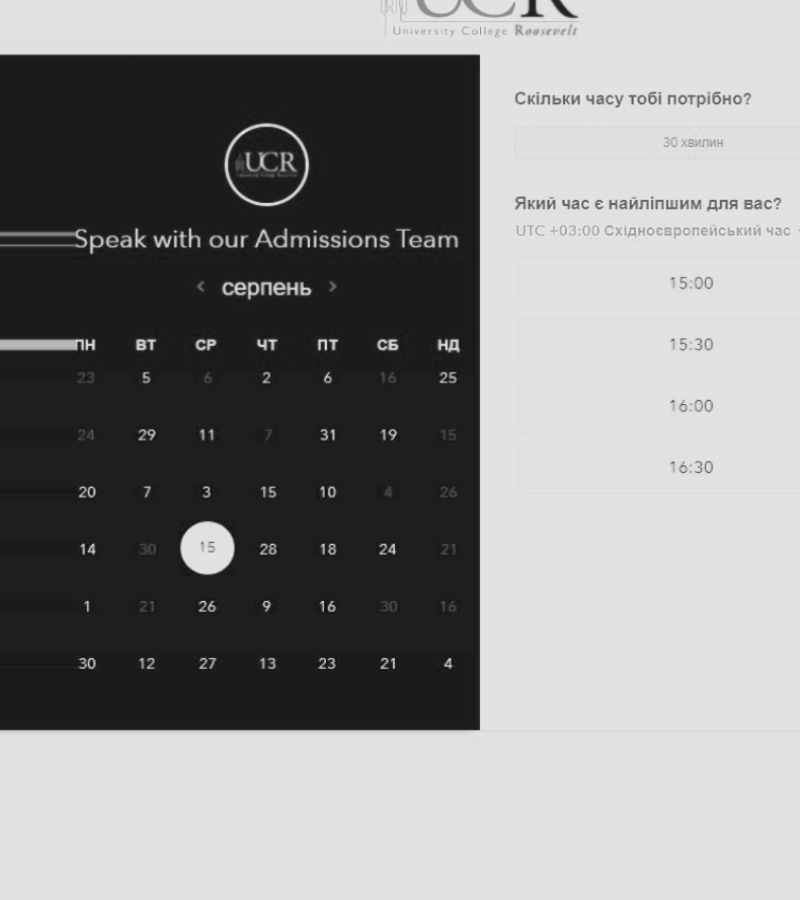 UCR
University College Roosevelt
UCR
Speak with our Admissions Team
< серпень >
ПН ВТ СР ЧТ ПТ СБ НД
23 5 6 2 6 16 25
24 29 11 7 31 19 15
20 7 3 15 10 4 26
14 30 15 28 18 24 21
1 21 26 9 16 30 16
30 12 27 13 23 21 4
Скільки часу тобі потрібно?
30 хвилин
Який час є найліпшим для вас?
UTC +03:00 Східноєвропейський час
15:00
15:30
16:00
16:30